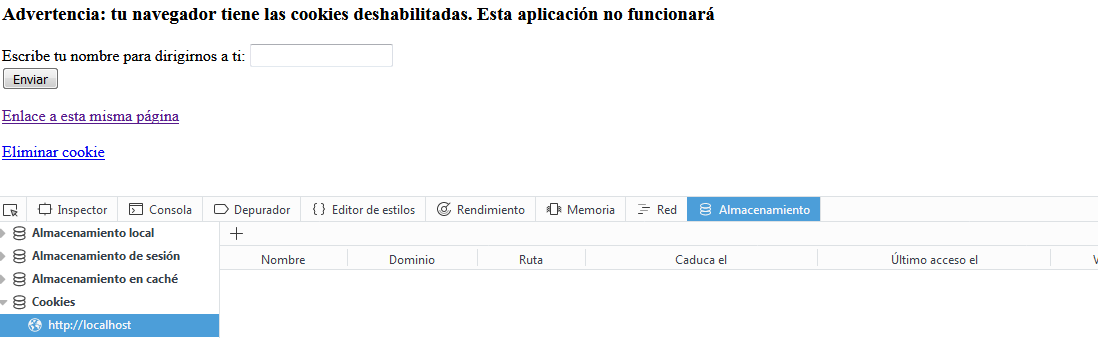 Advertencia: tu navegador tiene las cookies deshabilitadas. Esta aplicación no funcionará
Escribe tu nombre para dirigirnos a ti:
Enviar
Enlace a esta misma página
Eliminar cookie
Inspector Consola Depurador {} Editor de estilos Rendimiento Memoria Red Almacenamiento
Almacenamiento local
Almacenamiento de sesión
Almacenamiento en caché
Cookies
http://localhost
Nombre Dominio Ruta Caduca el Último acceso el